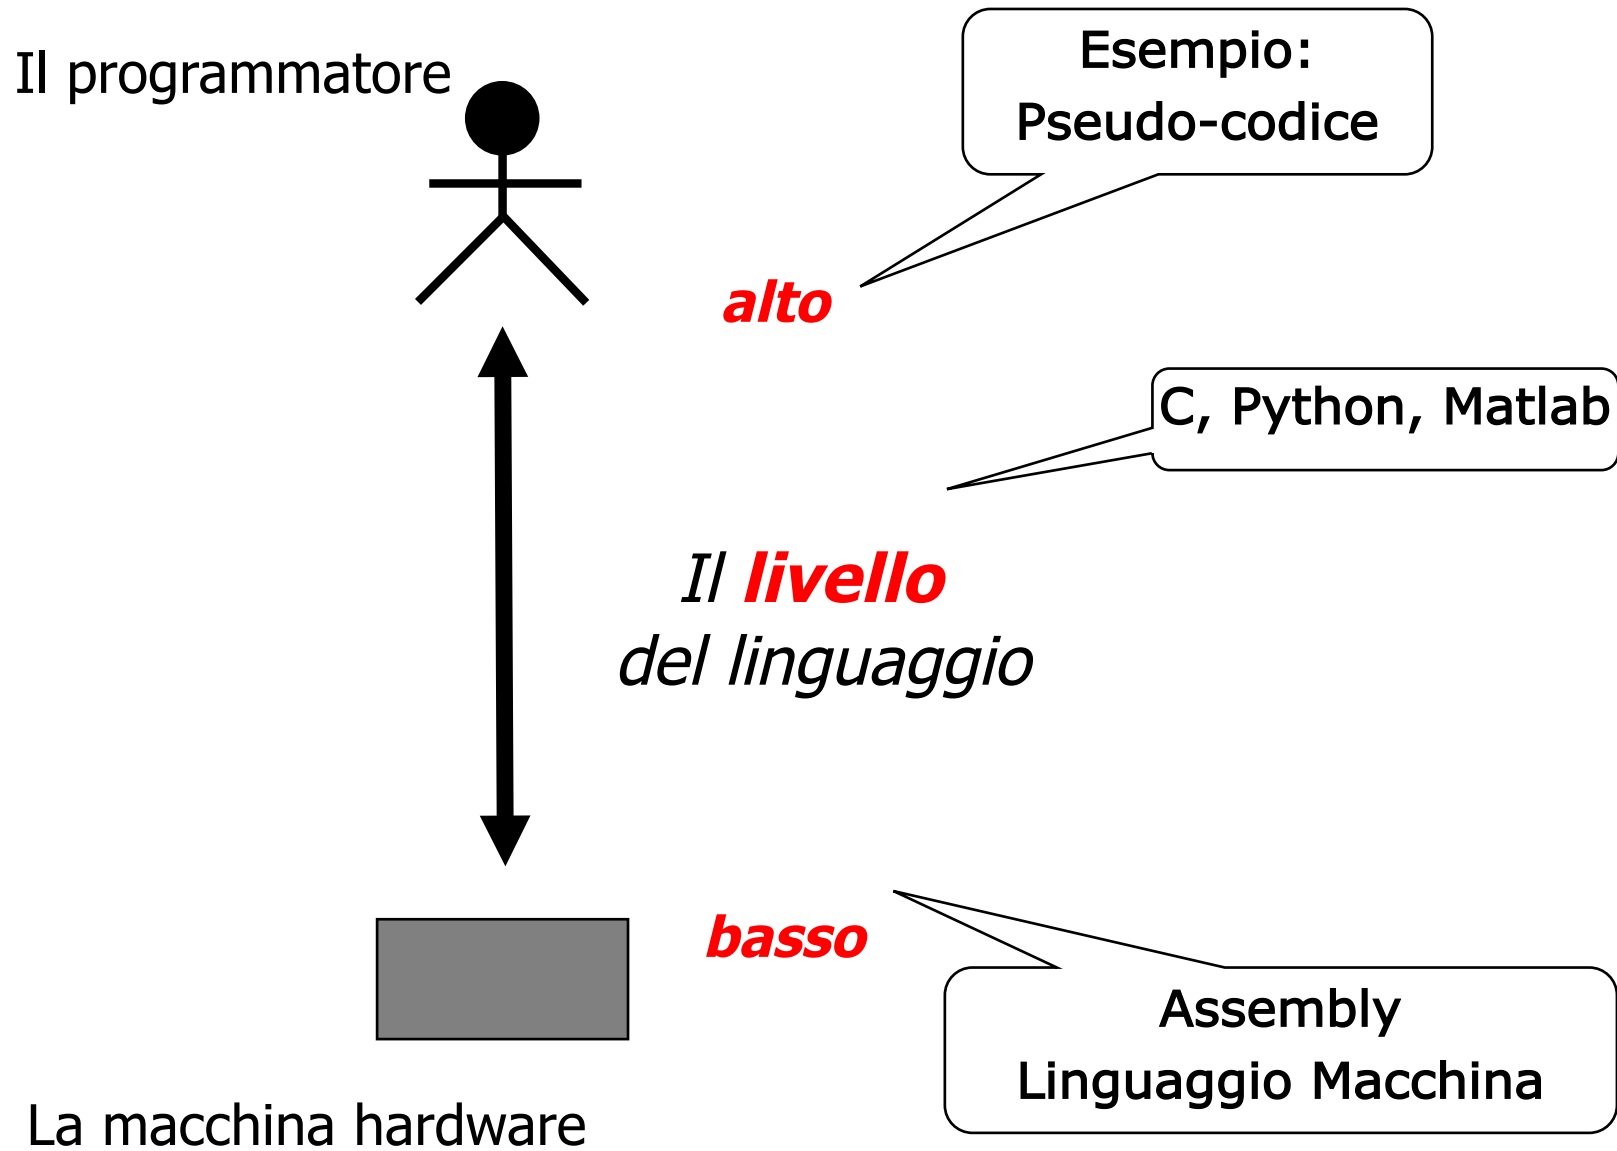 Il programmatore
Esempio:
Pseudo-codice
alto
C, Python, Matlab
Il livello
del linguaggio
basso
Assembly
Linguaggio Macchina
La macchina hardware